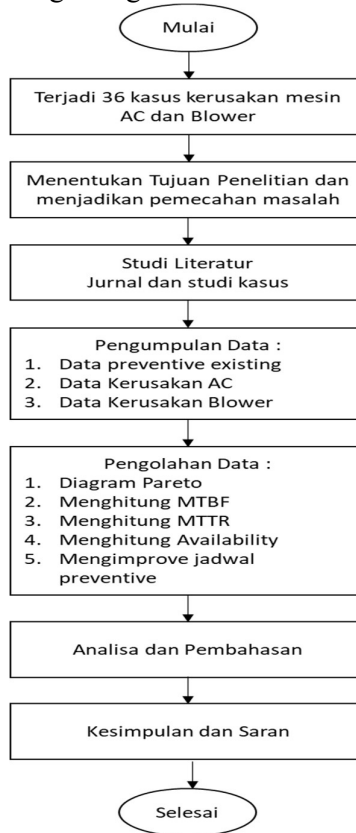 Mulai
Terjadi 36 kasus kerusakan mesin
AC dan Blower
Menentukan Tujuan Penelitian dan
menjadikan pemecahan masalah
Studi Literatur
Jurnal dan studi kasus
Pengumpulan Data :
1. Data preventive existing
2. Data Kerusakan AC
3. Data Kerusakan Blower
Pengolahan Data :
1. Diagram Pareto
2. Menghitung MTBF
3. Menghitung MTTR
4. Menghitung Availability
5. Mengimprove jadwal
preventive
Analisa dan Pembahasan
Kesimpulan dan Saran
Selesai